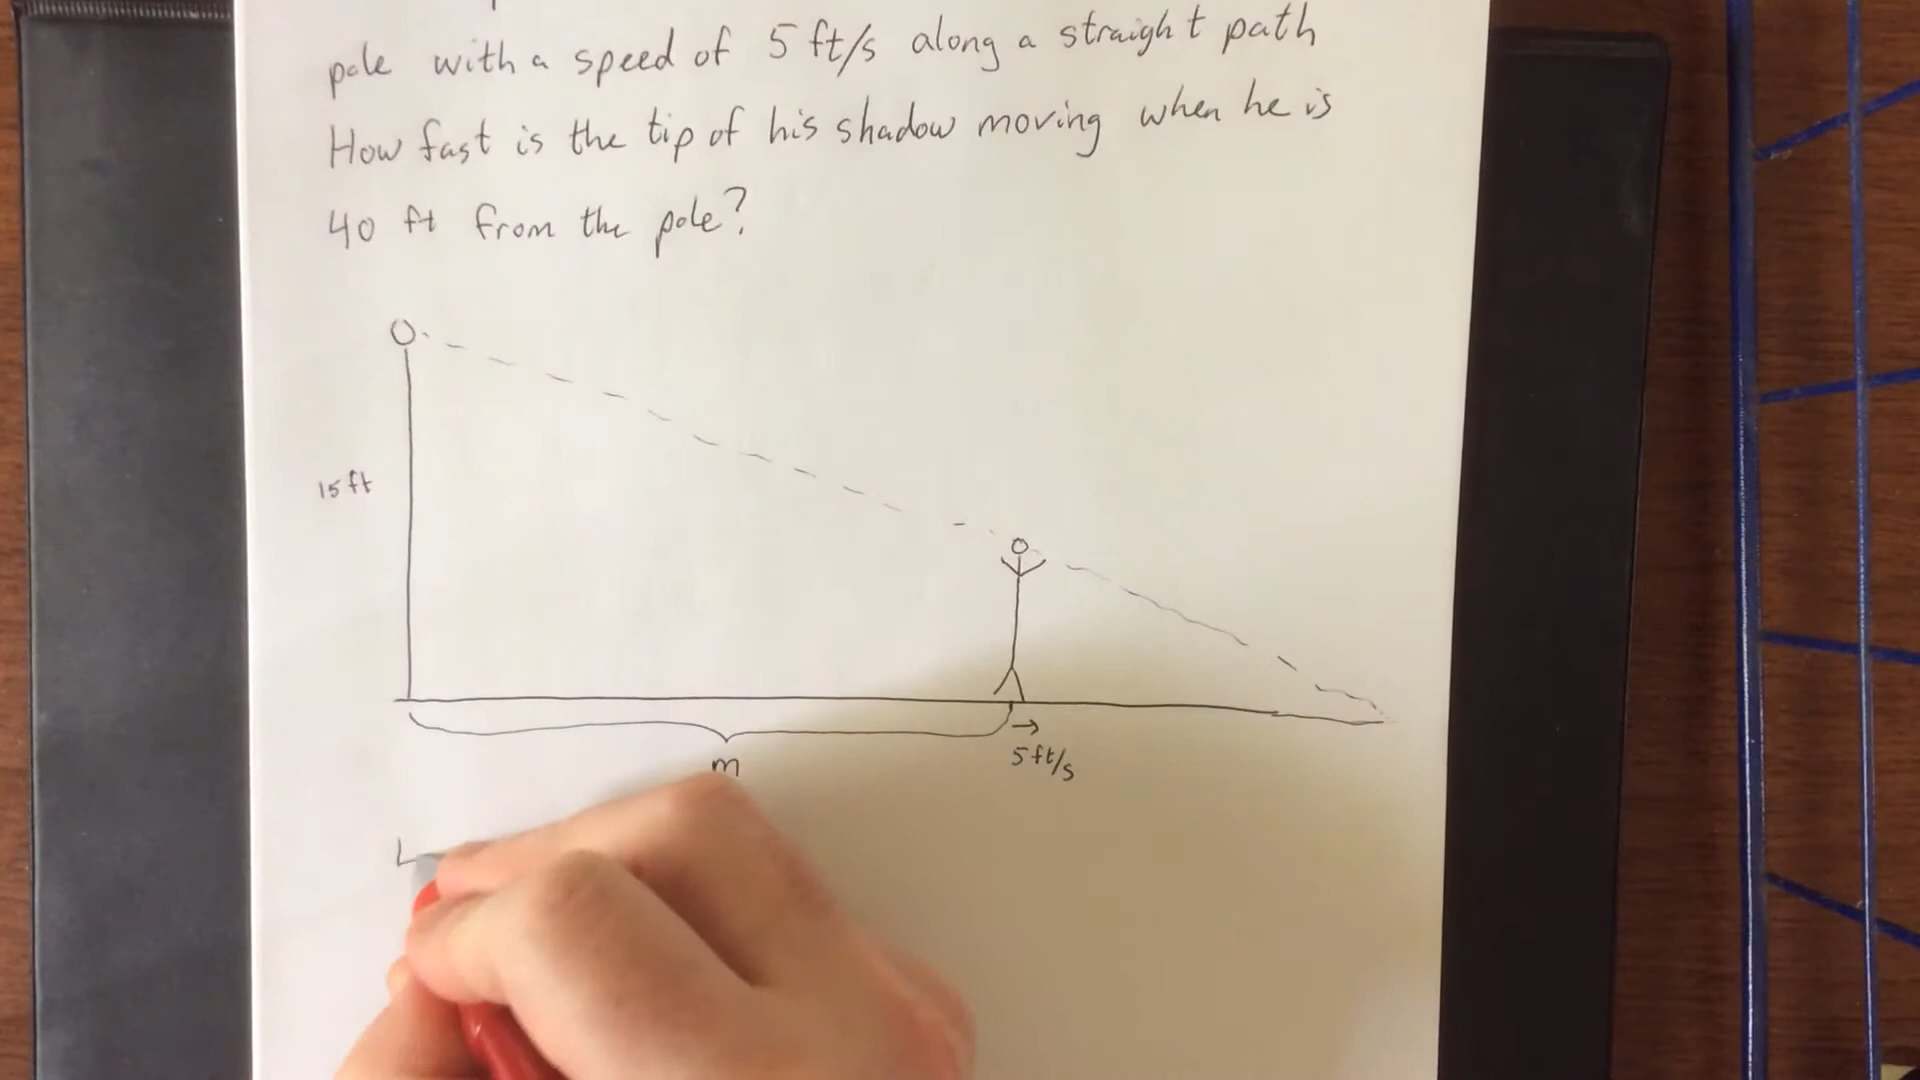 pole with a speed of 5 ft/s along a straight path
How fast is the tip of his shadow moving when he is
40 ft from the pole?
15 ft
m
5 ft/s